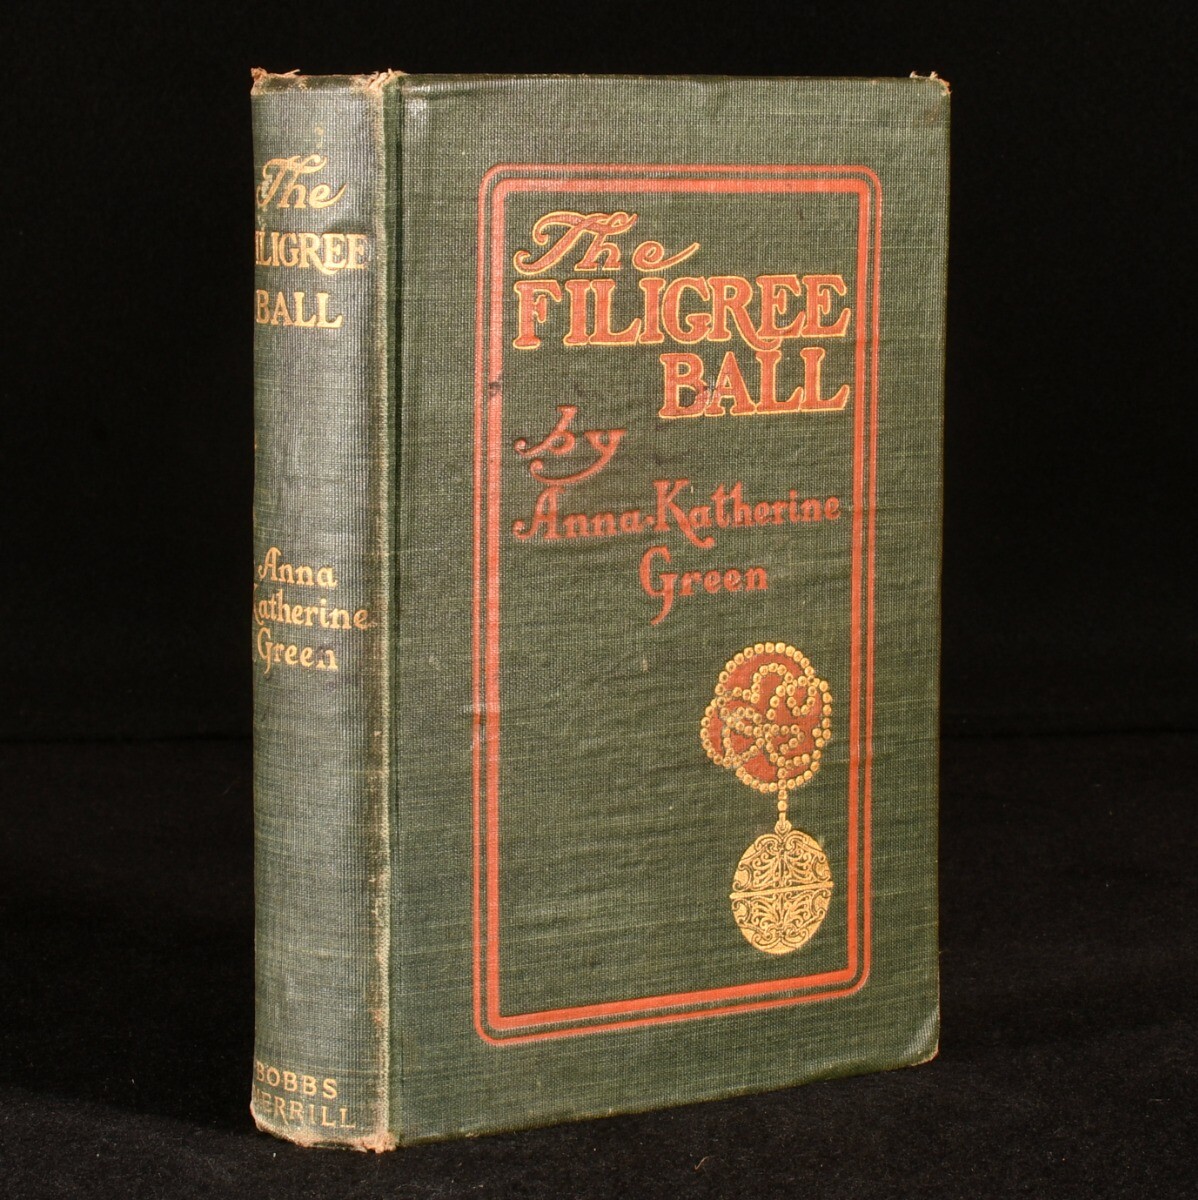 The
FILIGREE
BALL
by
Anna Katherine
Green
The
FILIGREE
BALL
Anna
Katherine
Green
BOBBS
MERRILL